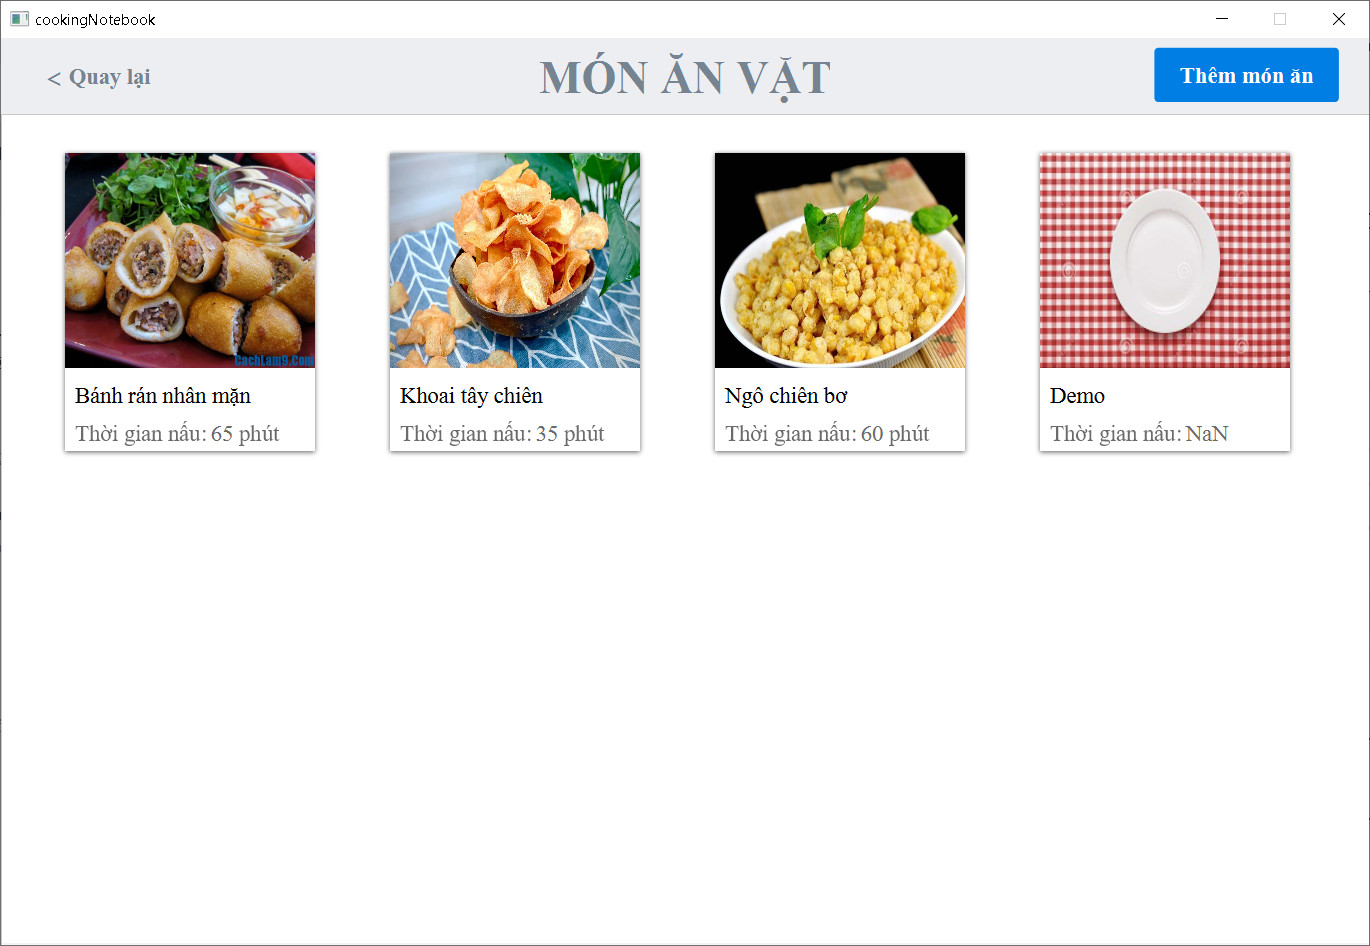 cookingNotebook
< Quay lại
MÓN ĂN VẶT
Thêm món ăn
CachLam9.Com
Bánh rán nhân mặn
Thời gian nấu: 65 phút
Khoai tây chiên
Thời gian nấu: 35 phút
Ngô chiên bơ
Thời gian nấu: 60 phút
Demo
Thời gian nấu: NaN